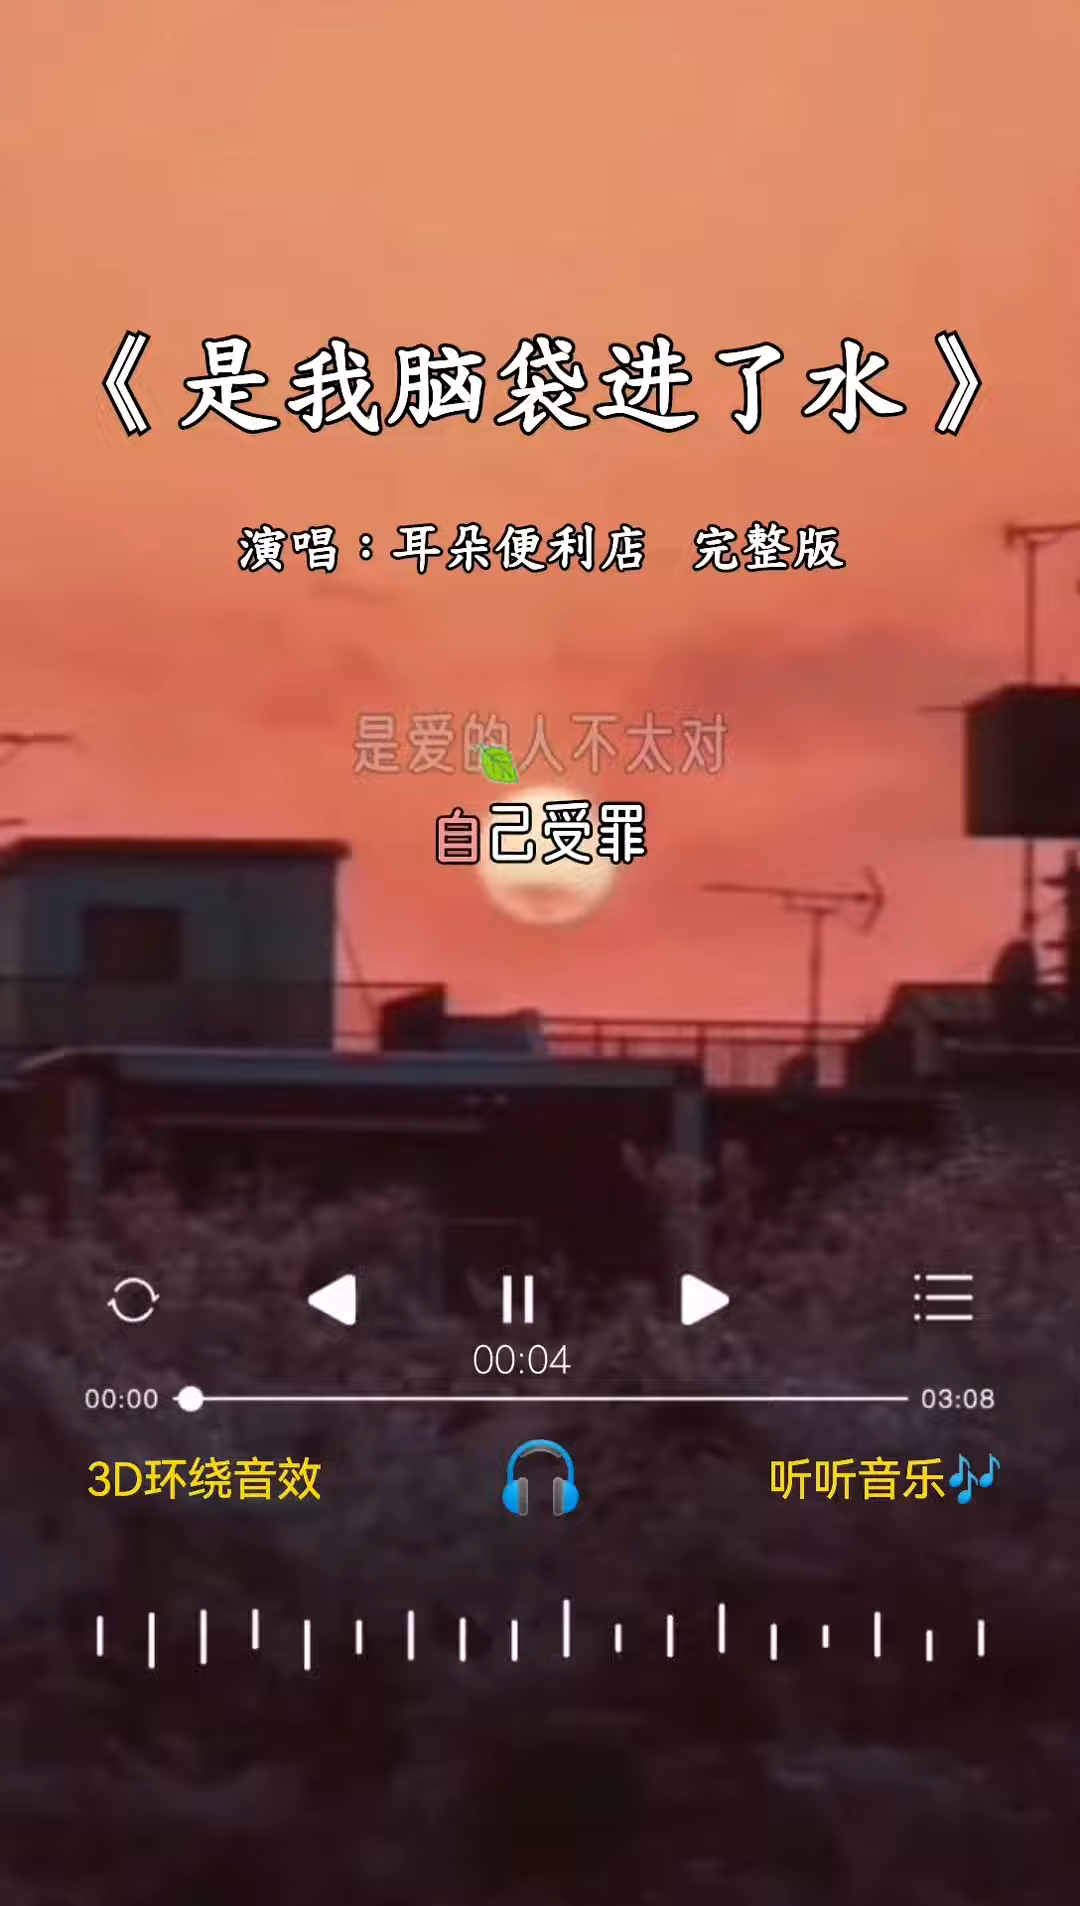 《是我脑袋进了水》
演唱：耳朵便利店 完整版
是爱的人不太对
自己受罪
00:04
00:00 03:08
3D环绕音效 听听音乐